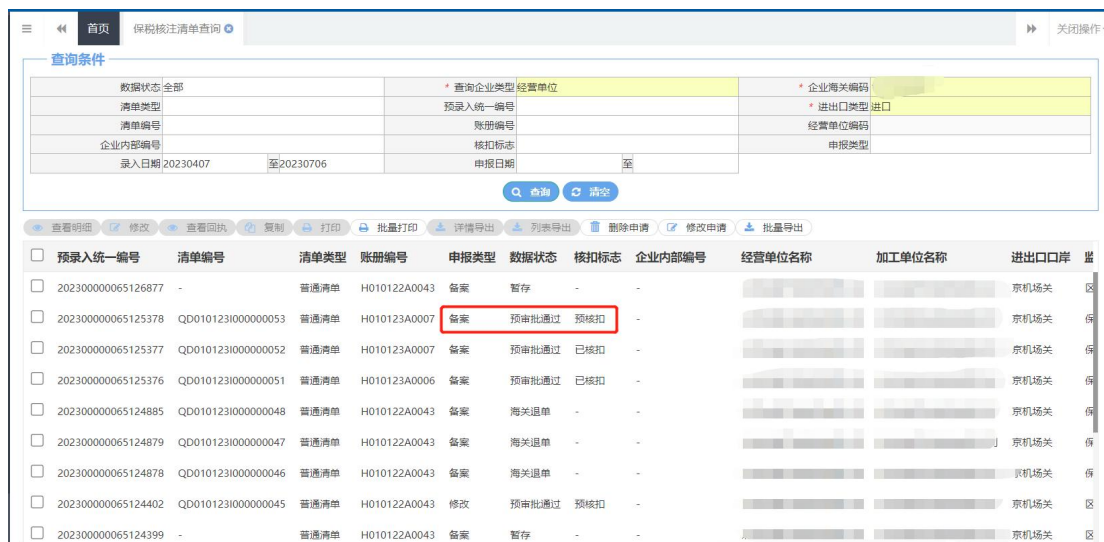 首页 保税核注清单查询 关闭操作
查询条件
数据状态 全部 * 查询企业类型 经营单位 * 企业海关编码
清单类型 预录入统一编号 * 进出口类型 进口
清单编号 账册编号 经营单位编码
企业内部编号 核扣标志 申报类型
录入日期 20230407 至 20230706 申报日期 至
查询 清空
查看明细 修改 查看回执 复制 打印 批量打印 详情导出 列表导出 删除申请 修改申请 批量导出
预录入统一编号 清单编号 清单类型 账册编号 申报类型 数据状态 核扣标志 企业内部编号 经营单位名称 加工单位名称 进出口口岸 监
202300000065126877 - 普通清单 H010122A0043 备案 暂存 - - 京机场关 区
202300000065125378 QD010123I000000053 普通清单 H010123A0007 备案 预审批通过 预核扣 京机场关 保
202300000065125377 QD010123I000000052 普通清单 H010123A0007 备案 预审批通过 已核扣 - 京机场关 保
202300000065125376 QD010123I000000051 普通清单 H010123A0006 备案 预审批通过 已核扣 - 京机场关 保
202300000065124885 QD010123I000000048 普通清单 H010122A0043 备案 海关退单 - - 京机场关 保
202300000065124879 QD010123I000000047 普通清单 H010122A0043 备案 海关退单 - - 京机场关 保
202300000065124878 QD010123I000000046 普通清单 H010122A0043 备案 海关退单 - - 京机场关 保
202300000065124402 QD010123I000000045 普通清单 H010122A0043 修改 预审批通过 预核扣 - 京机场关 区
202300000065124399 - 普通清单 H010122A0043 备案 暂存 - - 京机场关 区